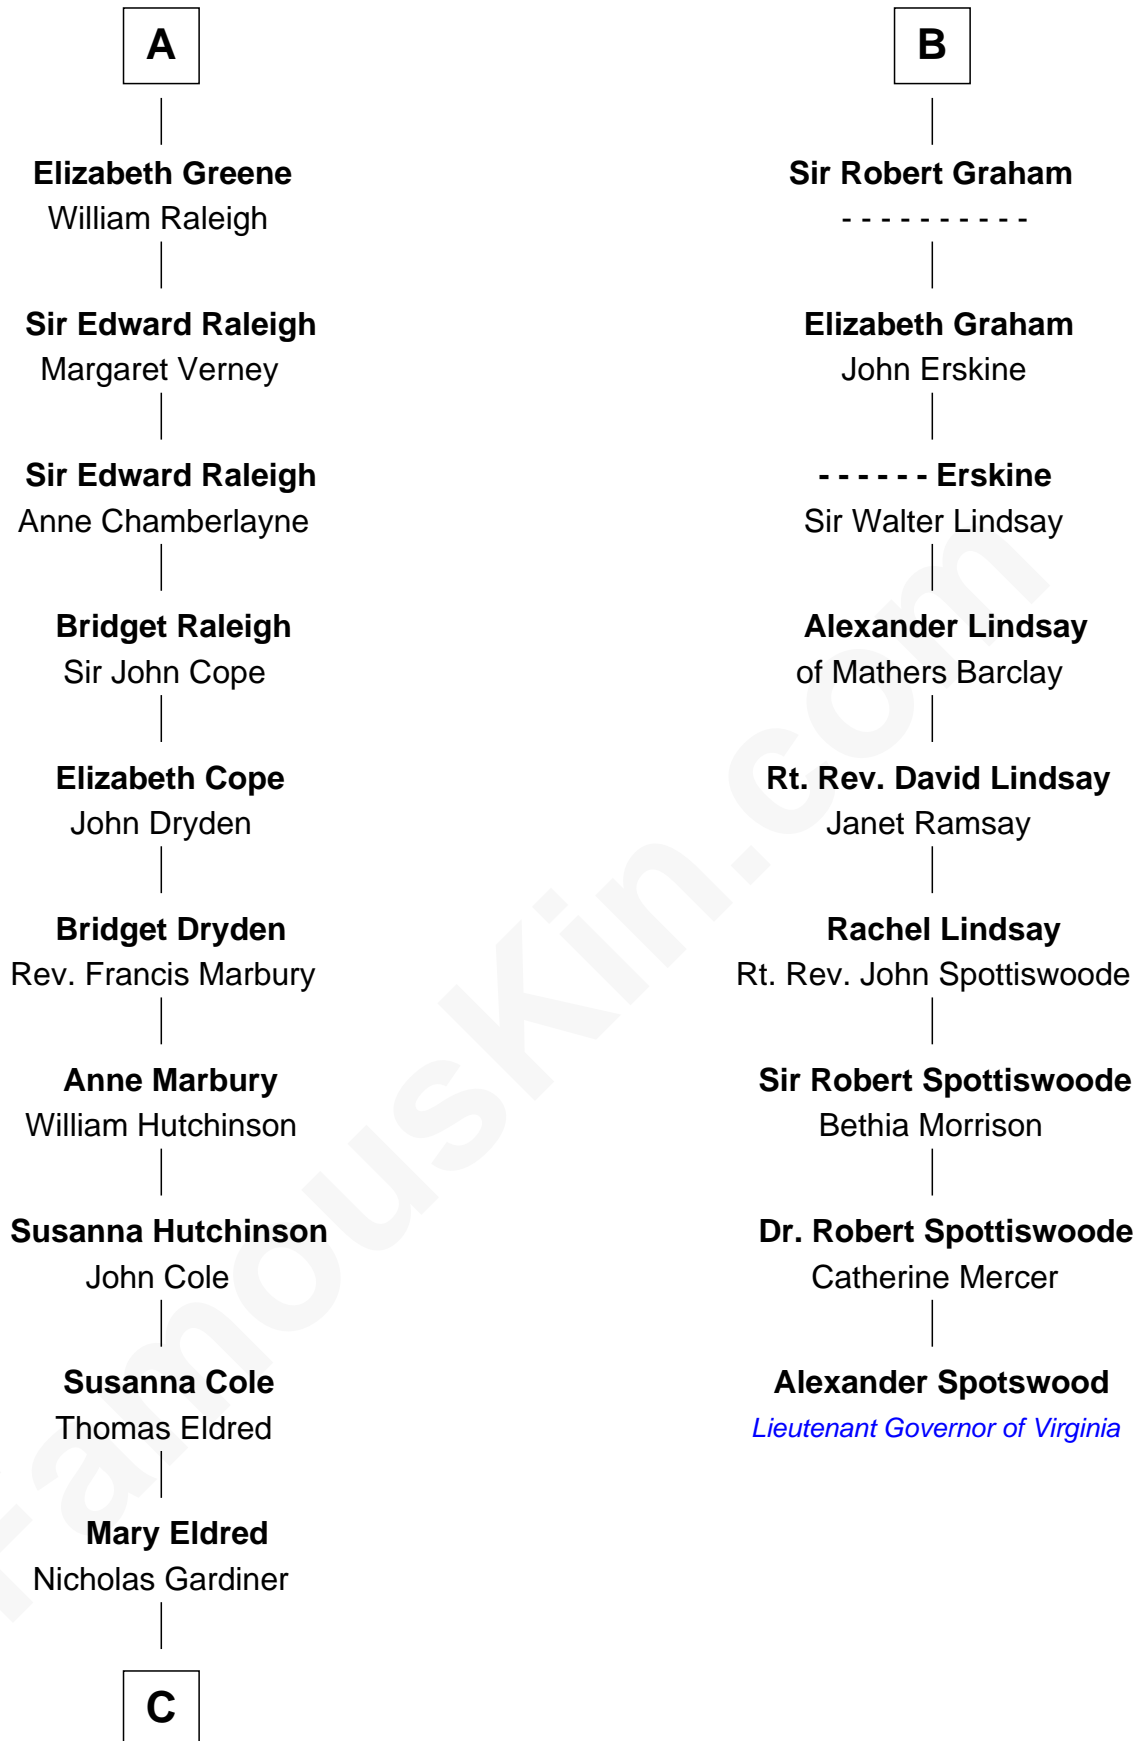 A
Elizabeth Greene
William Raleigh
Sir Edward Raleigh
Margaret Verney
Sir Edward Raleigh
Anne Chamberlayne
Bridget Raleigh
Sir John Cope
Elizabeth Cope
John Dryden
Bridget Dryden
Rev. Francis Marbury
Anne Marbury
William Hutchinson
Susanna Hutchinson
John Cole
Susanna Cole
Thomas Eldred
Mary Eldred
Nicholas Gardiner
C
B
Sir Robert Graham
- - - - - - - - - -
Elizabeth Graham
John Erskine
- - - - - - Erskine
Sir Walter Lindsay
Alexander Lindsay
of Mathers Barclay
Rt. Rev. David Lindsay
Janet Ramsay
Rachel Lindsay
Rt. Rev. John Spottiswoode
Sir Robert Spottiswoode
Bethia Morrison
Dr. Robert Spottiswoode
Catherine Mercer
Alexander Spotswood
Lieutenant Governor of Virginia
FamousKin.com